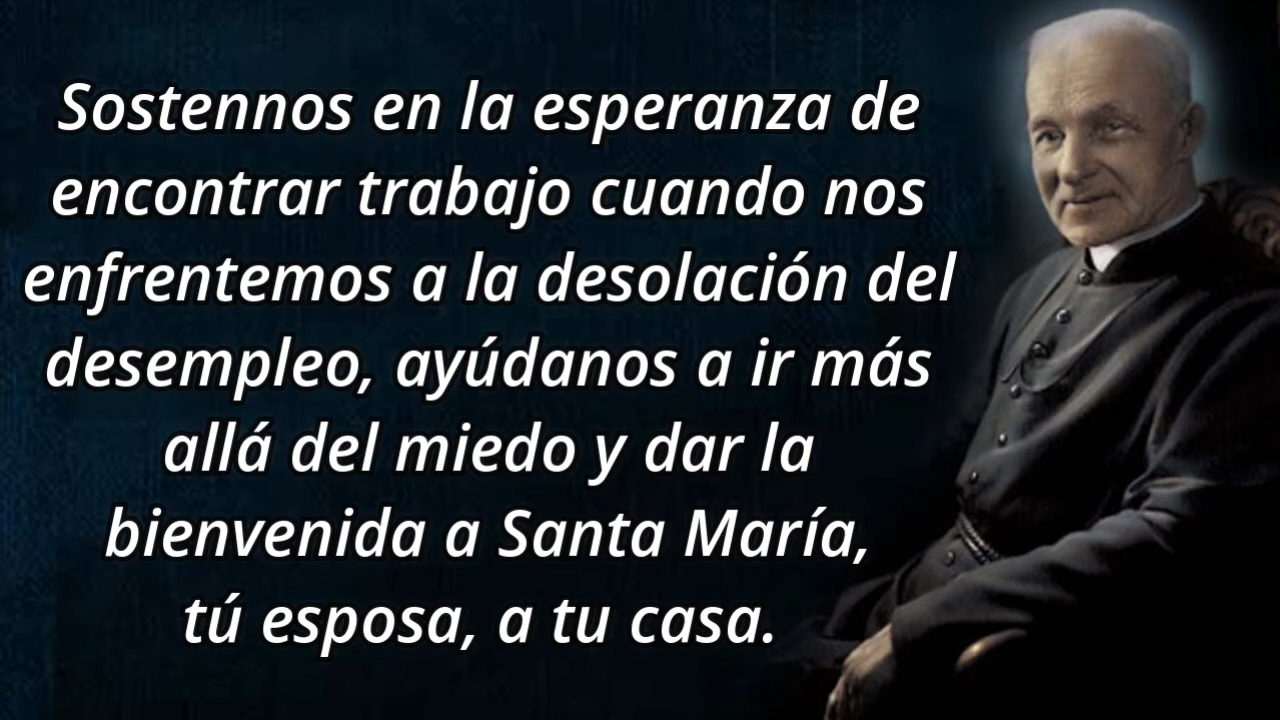 Sostennos en la esperanza de
encontrar trabajo cuando nos
enfrentemos a la desolación del
desempleo, ayúdanos a ir más
allá del miedo y dar la
bienvenida a Santa María,
tú esposa, a tu casa.